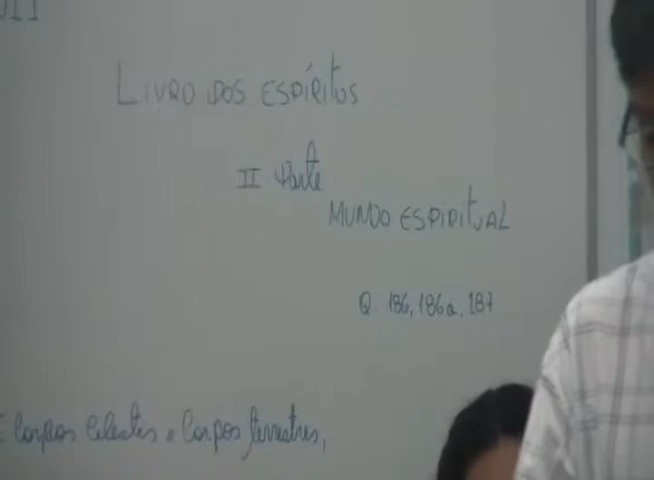 LIVRO DOS ESPÍRITOS
II Parte
MUNDO ESPIRITUAL
Q. 186, 186a, 187
: Corpos Celestes e Corpos terrestres,